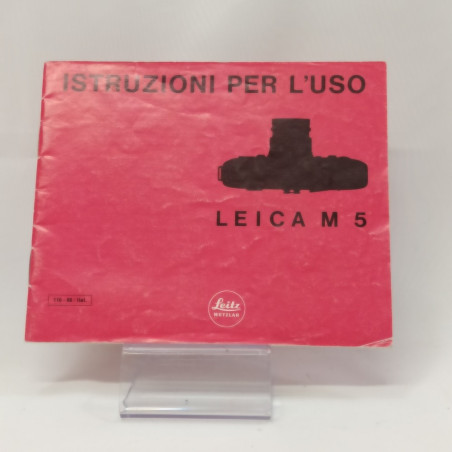 ISTRUZIONI PER L'USO
LEICA M 5
Leitz
WETZLAR